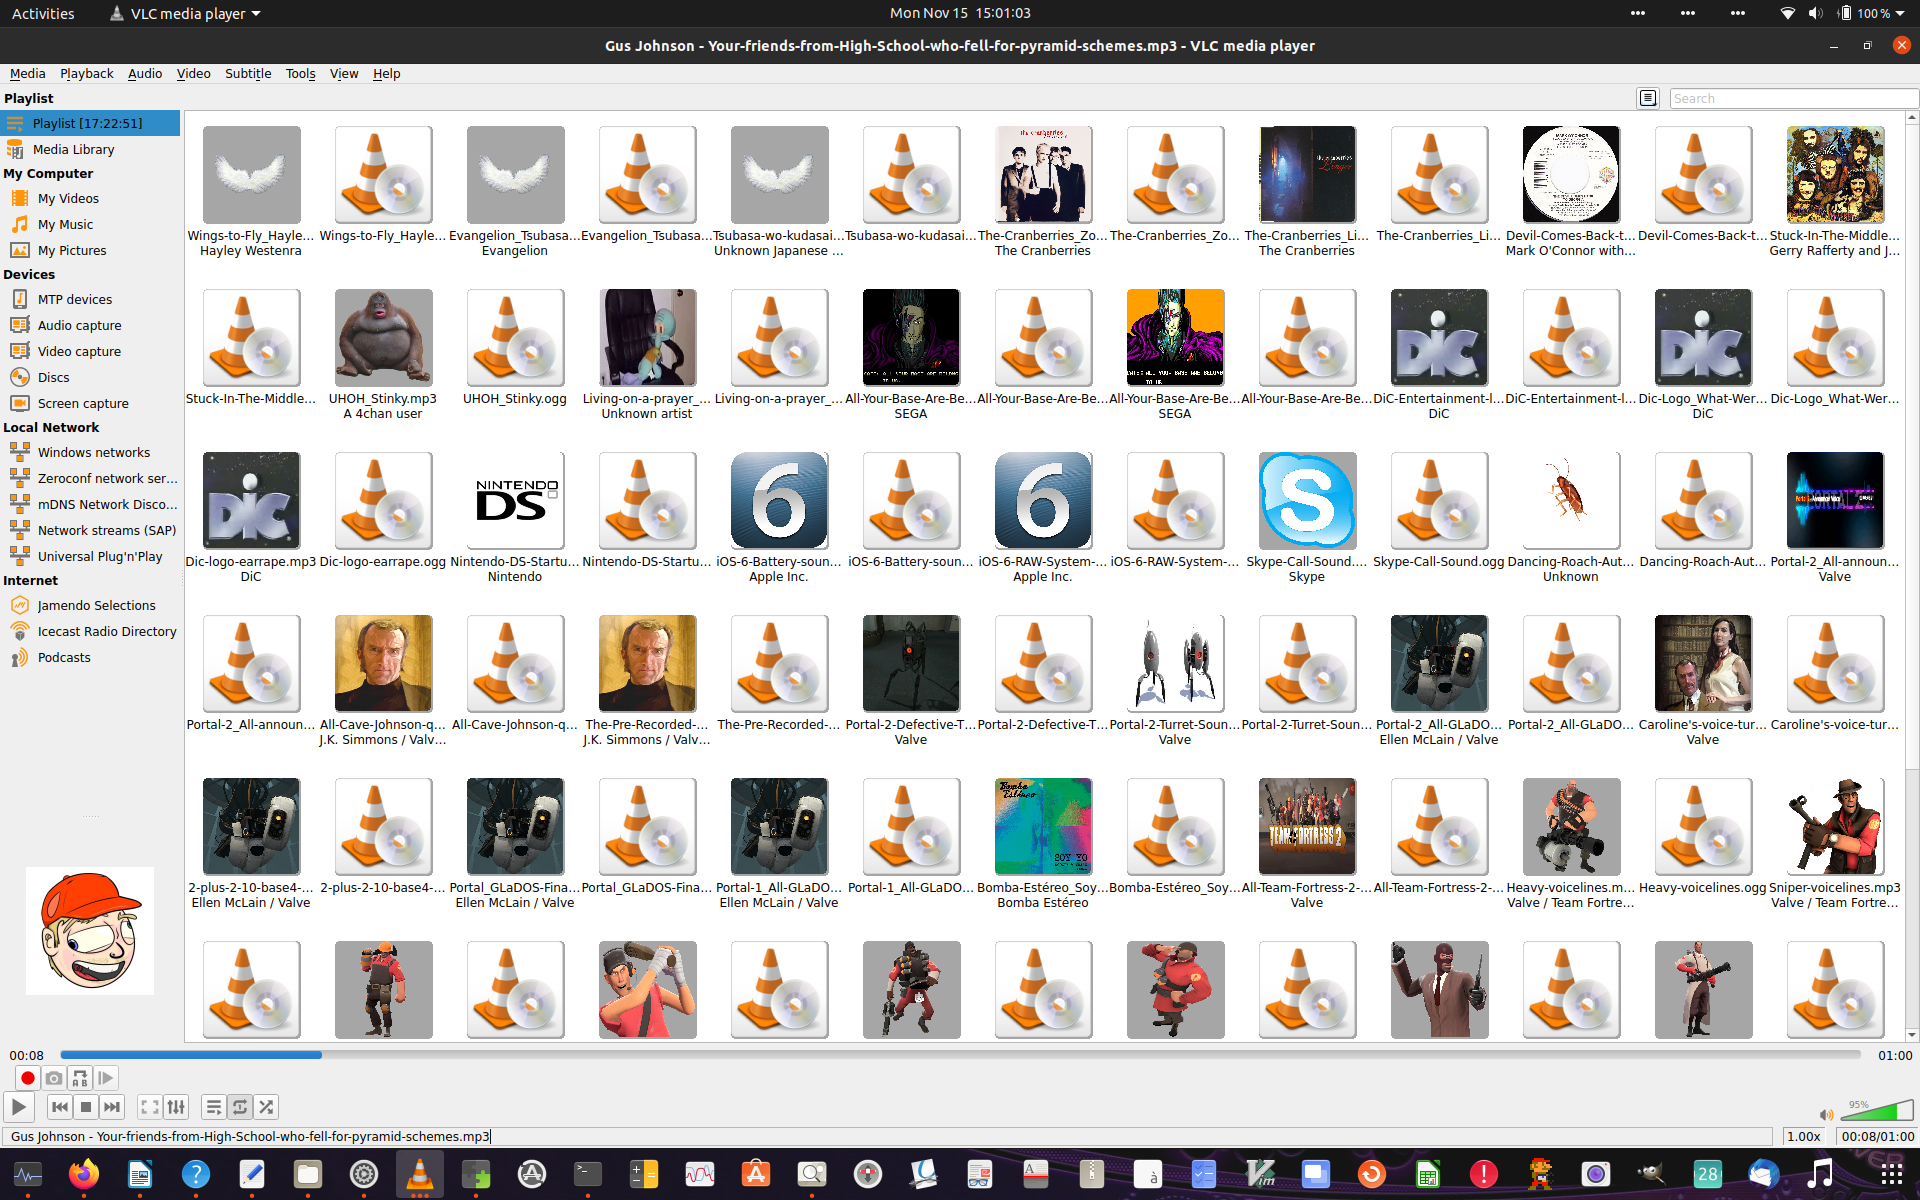 Activities
VLC media player
Mon Nov 15 15:01:03
100 %
Gus Johnson - Your-friends-from-High-School-who-fell-for-pyramid-schemes.mp3 - VLC media player
Media Playback Audio Video Subtitle Tools View Help
Playlist
Search
Playlist [17:22:51]
Media Library
My Computer
My Videos
My Music
My Pictures
Devices
MTP devices
Audio capture
Video capture
Discs
Screen capture
Local Network
Windows networks
Zeroconf network ser...
mDNS Network Disco...
Network streams (SAP)
Universal Plug'n'Play
Internet
Jamendo Selections
Icecast Radio Directory
Podcasts
Wings-to-Fly_Hayle... Wings-to-Fly_Hayle... Evangelion_Tsubasa... Evangelion_Tsubasa... Tsubasa-wo-kudasai... Tsubasa-wo-kudasai... The-Cranberries_Zo... The-Cranberries_Zo... The-Cranberries_Li... The-Cranberries_Li... Devil-Comes-Back-t... Devil-Comes-Back-t... Stuck-In-The-Middle...
Hayley Westenra Evangelion Unknown Japanese ... The Cranberries The Cranberries Mark O'Connor with... Gerry Rafferty and J...
DiC DiC
Stuck-In-The-Middle... UHOH_Stinky.mp3 UHOH_Stinky.ogg Living-on-a-prayer_... Living-on-a-prayer_... All-Your-Base-Are-Be... All-Your-Base-Are-Be... All-Your-Base-Are-Be... All-Your-Base-Are-Be... DiC-Entertainment-l... DiC-Entertainment-l... Dic-Logo_What-Wer... Dic-Logo_What-Wer...
A 4chan user Unknown artist SEGA SEGA DiC DiC
DiC NINTENDO DS 6 6 S
Dic-logo-earrape.mp3 Dic-logo-earrape.ogg Nintendo-DS-Startu... Nintendo-DS-Startu... iOS-6-Battery-soun... iOS-6-Battery-soun... iOS-6-RAW-System-... iOS-6-RAW-System-... Skype-Call-Sound.... Skype-Call-Sound.ogg Dancing-Roach-Aut... Dancing-Roach-Aut... Portal-2_All-announ...
DiC Nintendo Apple Inc. Apple Inc. Skype Unknown Valve
Portal-2_All-announ... All-Cave-Johnson-q... All-Cave-Johnson-q... The-Pre-Recorded-... The-Pre-Recorded-... Portal-2-Defective-T... Portal-2-Defective-T... Portal-2-Turret-Soun... Portal-2-Turret-Soun... Portal-2_All-GLaDO... Portal-2_All-GLaDO... Caroline's-voice-tur... Caroline's-voice-tur...
J.K. Simmons / Valv... J.K. Simmons / Valv... Valve Valve Ellen McLain / Valve Valve
Bomba Estéreo
SOY YO
TEAM FORTRESS 2
2-plus-2-10-base4-... 2-plus-2-10-base4-... Portal_GLaDOS-Fina... Portal_GLaDOS-Fina... Portal-1_All-GLaDO... Portal-1_All-GLaDO... Bomba-Estéreo_Soy... Bomba-Estéreo_Soy... All-Team-Fortress-2-... All-Team-Fortress-2-... Heavy-voicelines.m... Heavy-voicelines.ogg Sniper-voicelines.mp3
Ellen McLain / Valve Ellen McLain / Valve Ellen McLain / Valve Bomba Estéreo Valve Valve / Team Fortre... Valve / Team Fortre...
00:08
01:00
95%
Gus Johnson - Your-friends-from-High-School-who-fell-for-pyramid-schemes.mp3
1.00x
00:08/01:00
28